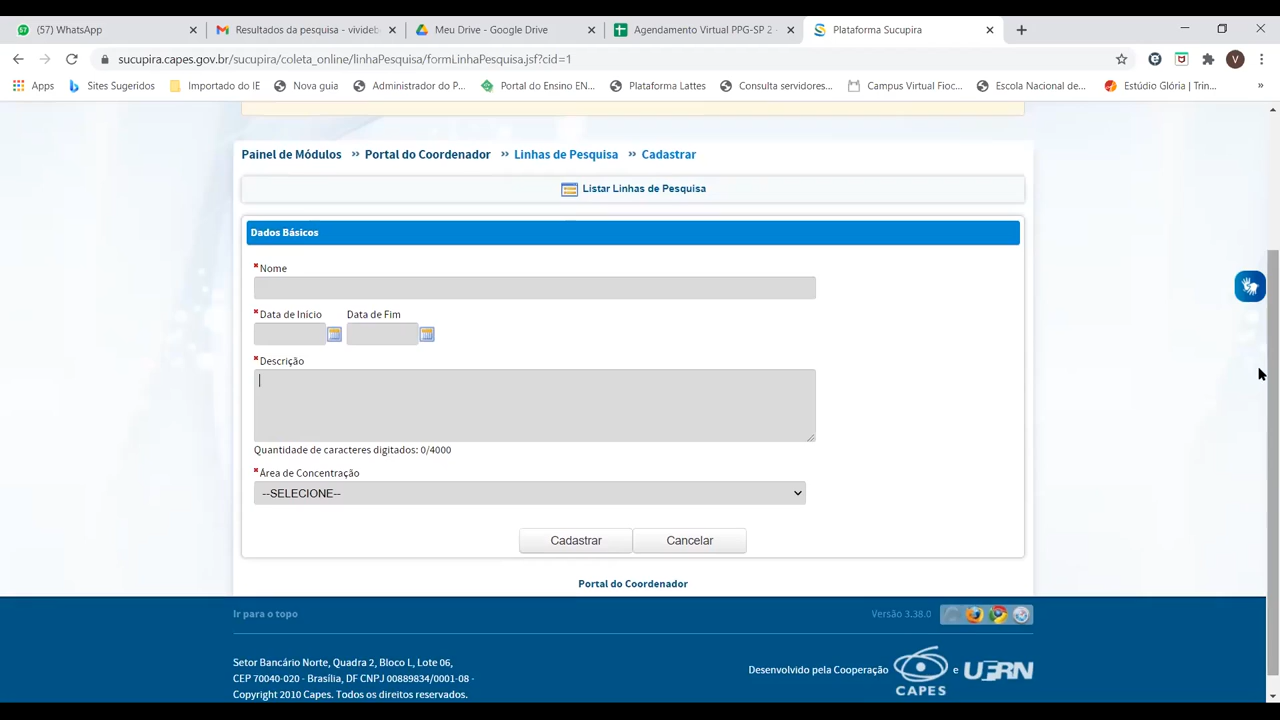 (57) WhatsApp
Resultados da pesquisa - vivideb
Meu Drive - Google Drive
Agendamento Virtual PPG-SP 2
Plataforma Sucupira
sucupira.capes.gov.br/sucupira/coleta_online/linhaPesquisa/formLinhaPesquisa.jsf?cid=1
V
Apps
Sites Sugeridos
Importado do IE
Nova guia
Administrador do P...
Portal do Ensino EN...
Plataforma Lattes
Consulta servidores...
Campus Virtual Fioc...
Escola Nacional de...
Estúdio Glória | Trin...
»
Painel de Módulos » Portal do Coordenador » Linhas de Pesquisa » Cadastrar
Listar Linhas de Pesquisa
Dados Básicos
Nome
Data de Inicio Data de Fim
Descrição
Quantidade de caracteres digitados: 0/4000
Área de Concentração
--SELECIONE--
Cadastrar Cancelar
Portal do Coordenador
Ir para o topo
Versão 3.38.0
Setor Bancário Norte, Quadra 2, Bloco L, Lote 06,
CEP 70040-020 - Brasília, DF CNPJ 00889834/0001-08 -
Copyright 2010 Capes. Todos os direitos reservados.
Desenvolvido pela Cooperação CAPES e UFRN